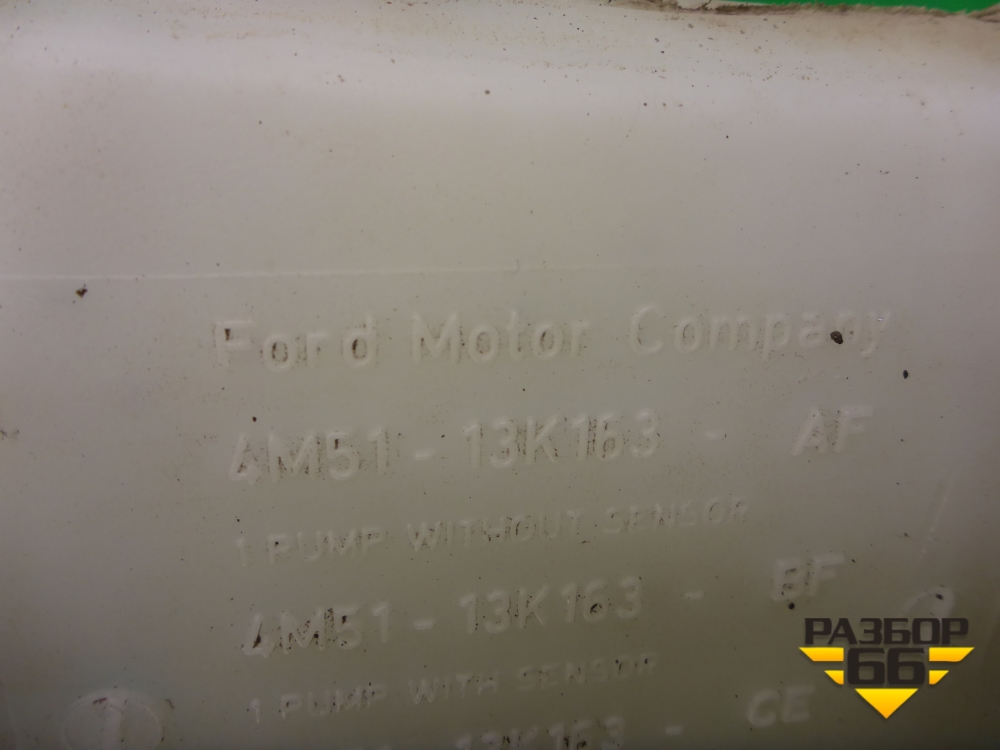 Ford Motor Company
4M51 - 13K163 - AF
1 PUMP WITHOUT SENSOR
4M51 - 13K163 - BF
1 PUMP WITH SENSOR
13K163 - CE
РАЗБОР
66